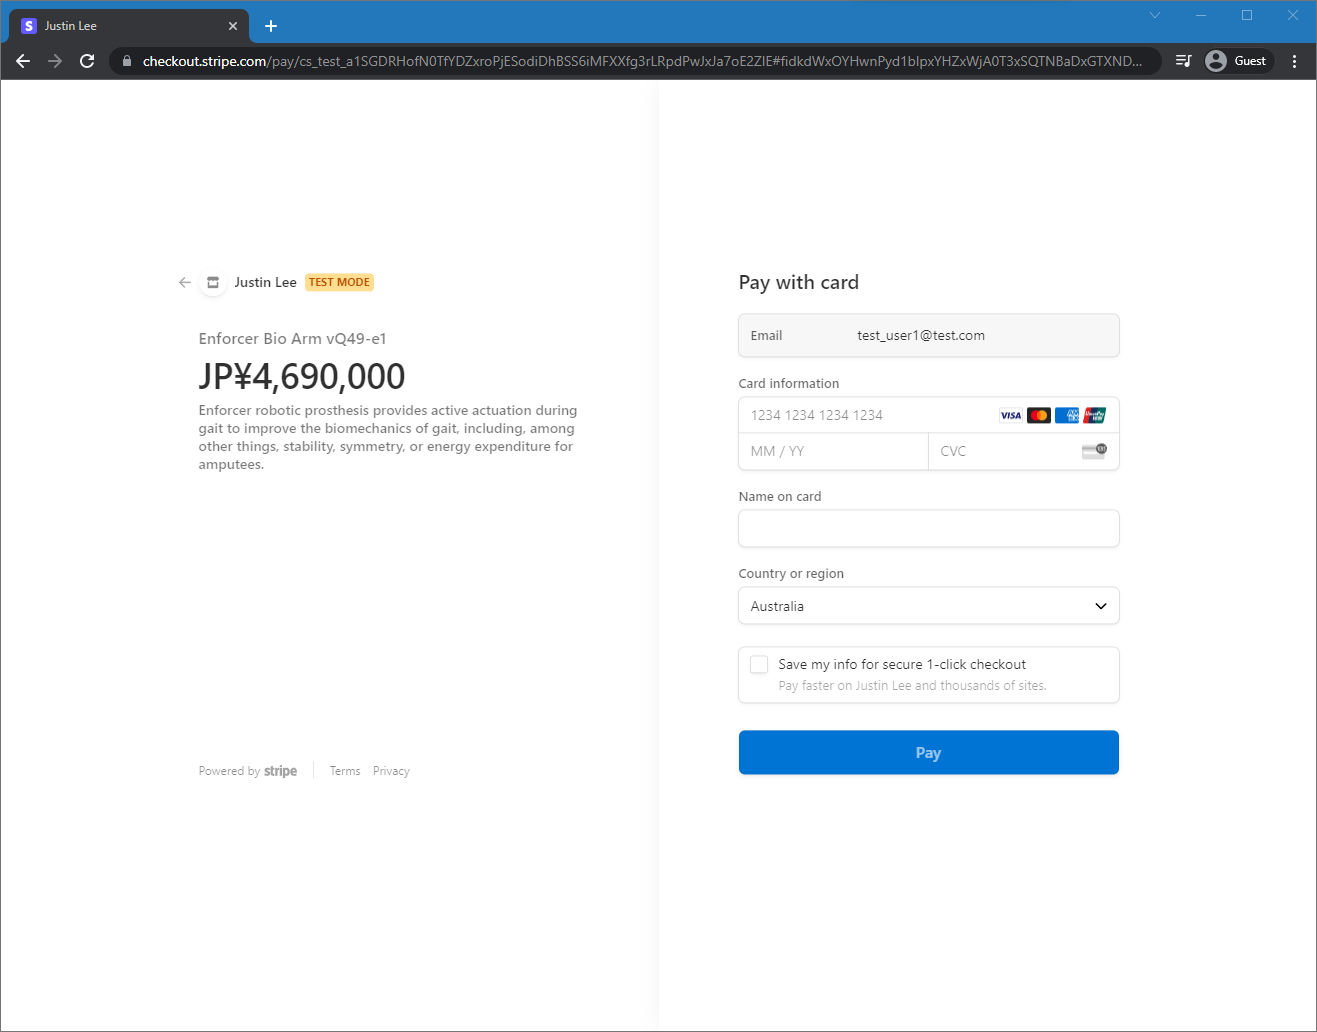 Justin Lee
checkout.stripe.com/pay/cs_test_a1SGDRHofN0TfYDZxroPjESodiDhBSS6iMFXXfg3rLRpdPwJxJa7oE2ZlE#fidkdWxOYHwnPyd1blpxYHZxWjA0T3xSQTNBaDxGTXND...
Guest
Justin Lee TEST MODE
Enforcer Bio Arm vQ49-e1
JP¥4,690,000
Enforcer robotic prosthesis provides active actuation during
gait to improve the biomechanics of gait, including, among
other things, stability, symmetry, or energy expenditure for
amputees.
Powered by stripe
Terms Privacy
Pay with card
Email test_user1@test.com
Card information
1234 1234 1234 1234 VISA
MM / YY CVC
Name on card
Country or region
Australia
Save my info for secure 1-click checkout
Pay faster on Justin Lee and thousands of sites.
Pay